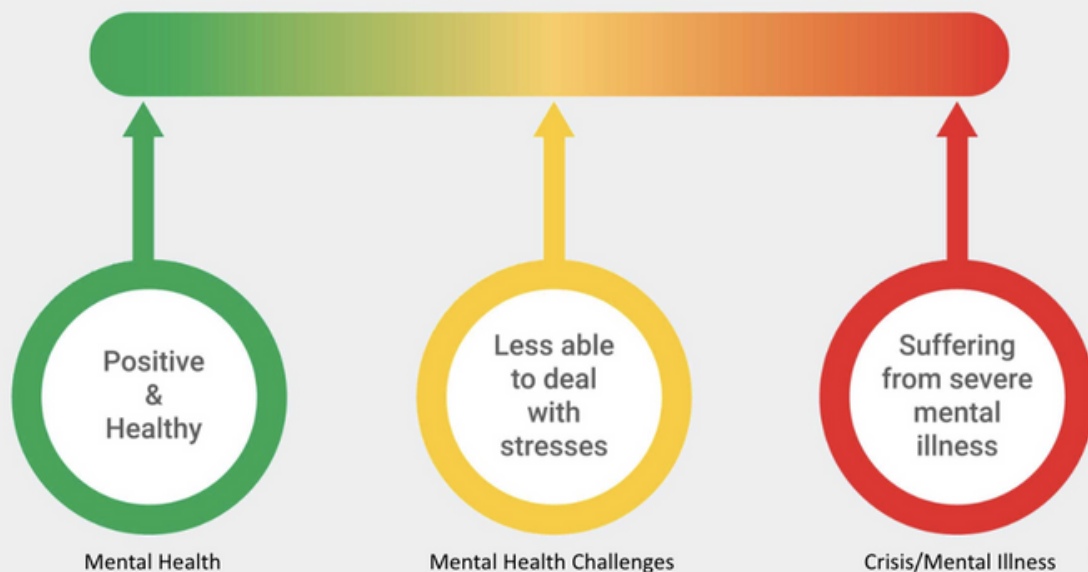 Positive
&
Healthy
Less able
to deal
with
stresses
Suffering
from severe
mental
illness
Mental Health
Mental Health Challenges
Crisis/Mental Illness